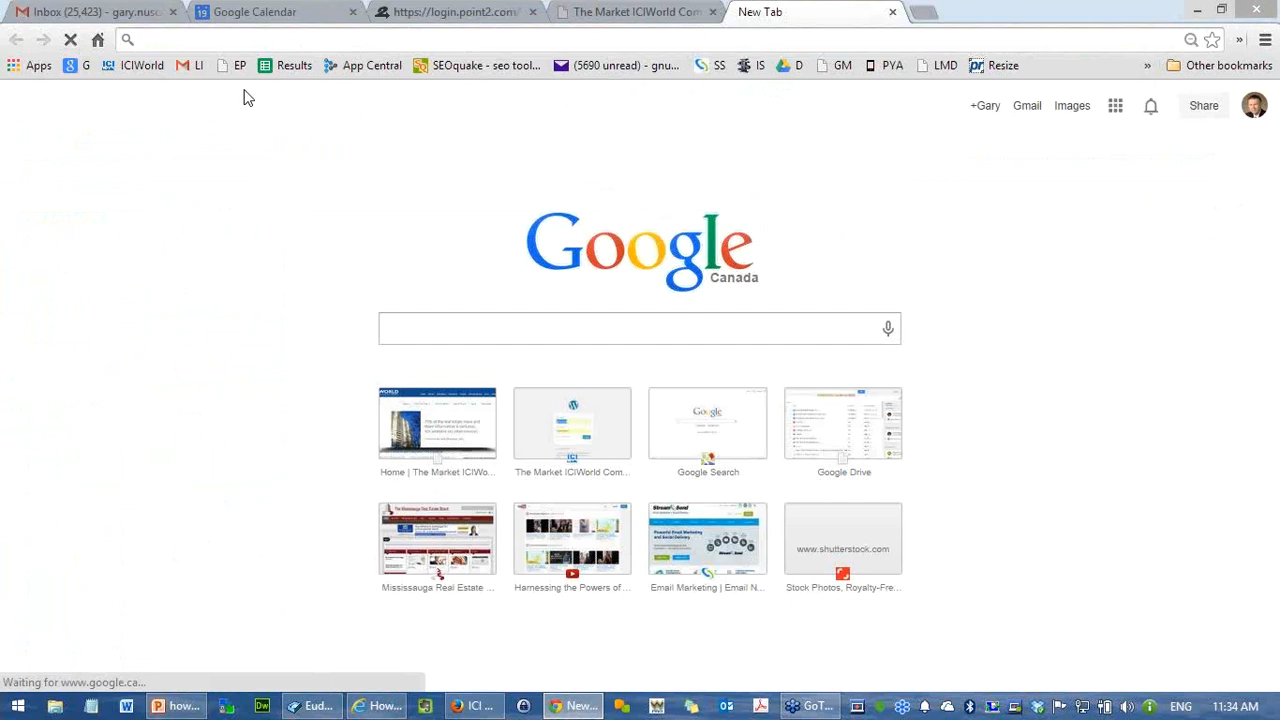 Inbox (25,423) - gary.nusc
19 Google Calendar
https://login.point2.com/
The Market ICIWorld Com
New Tab
Apps
g G
ICIWorld
LI
EP
Results
App Central
SEOquake - seo tool...
(5690 unread) - gnu...
SS
IS
D
GM
PYA
LMD
Resize
Other bookmarks
+Gary Gmail Images Share
Google
Canada
Home | The Market ICIWo...
The Market ICIWorld Com...
Google Search
Google Drive
www.shutterstock.com
Mississauga Real Estate ...
Harnessing the Powers of ...
Email Marketing | Email N...
Stock Photos, Royalty-Fre...
Waiting for www.google.ca...
how...
Eud...
How...
ICI ...
New...
GoT...
ENG
11:34 AM